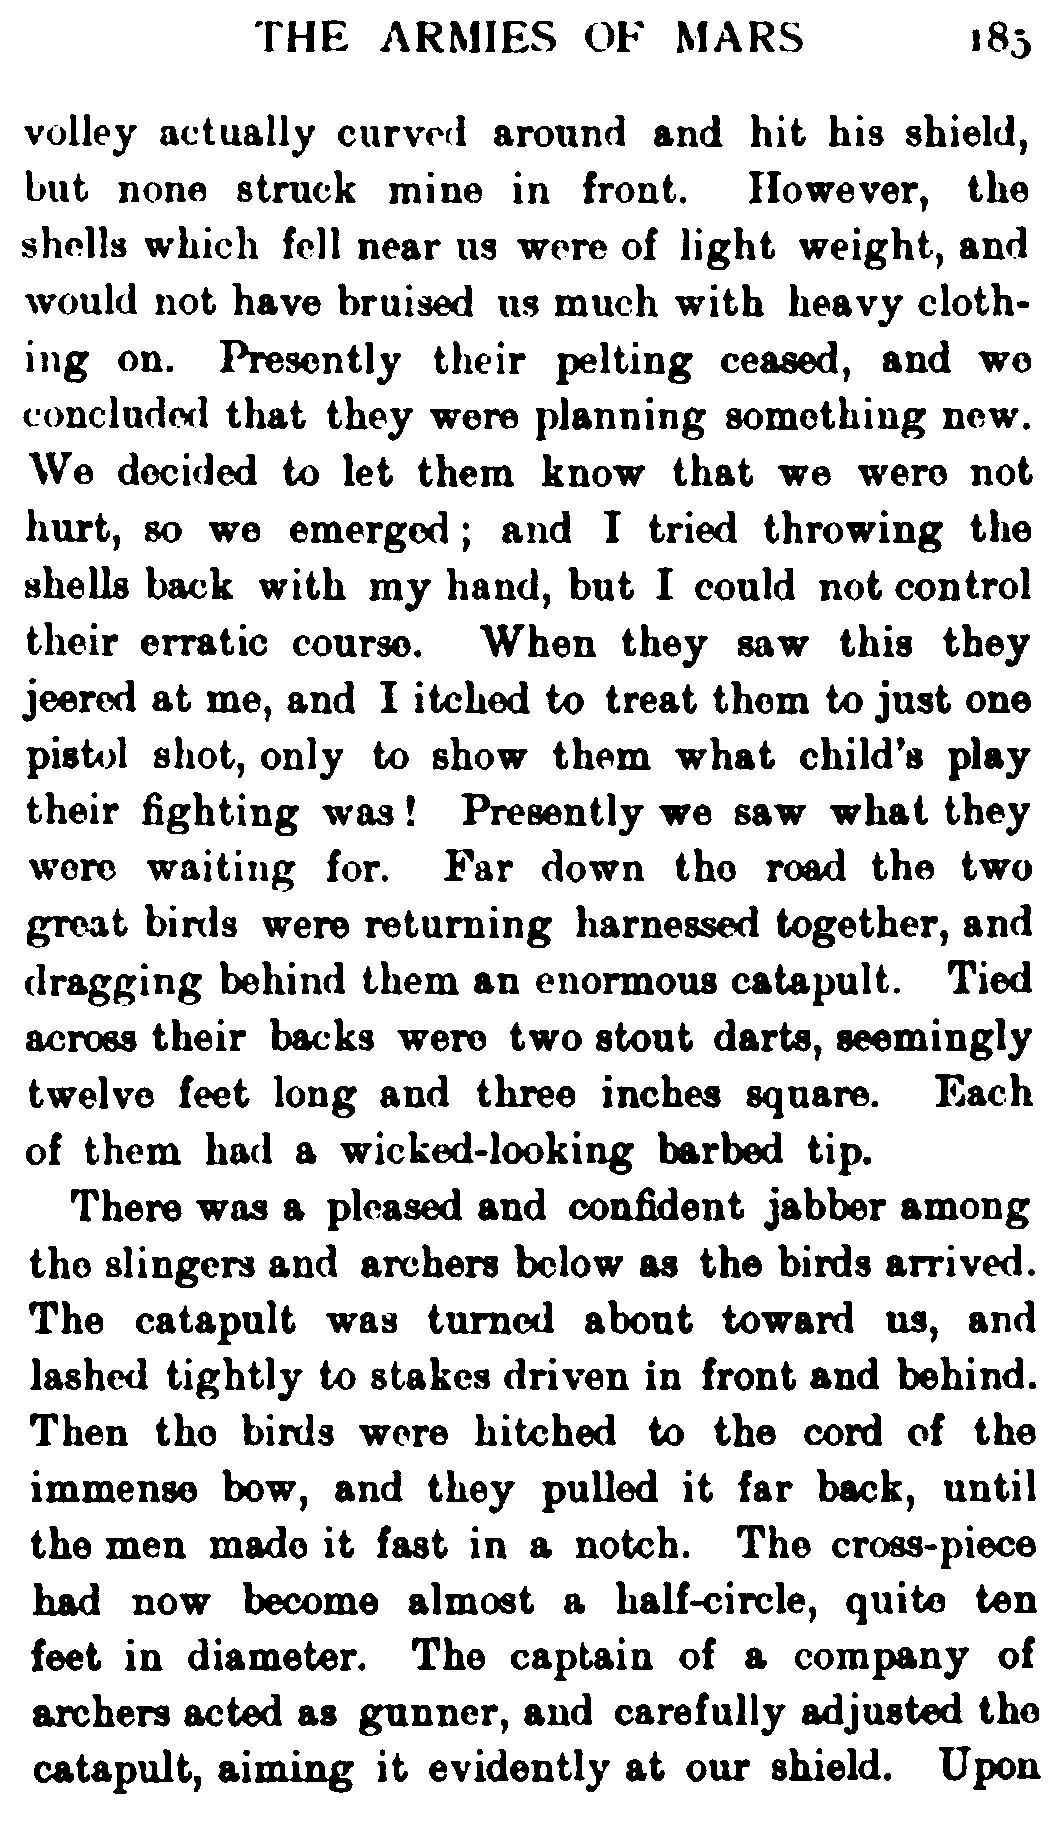 THE ARMIES OF MARS 185
volley actually curved around and hit his shield,
but none struck mine in front. However, the
shells which fell near us were of light weight, and
would not have bruised us much with heavy cloth-
ing on. Presently their pelting ceased, and we
concluded that they were planning something new.
We decided to let them know that we were not
hurt, so we emerged; and I tried throwing the
shells back with my hand, but I could not control
their erratic course. When they saw this they
jeered at me, and I itched to treat them to just one
pistol shot, only to show them what child's play
their fighting was! Presently we saw what they
were waiting for. Far down the road the two
great birds were returning harnessed together, and
dragging behind them an enormous catapult. Tied
across their backs were two stout darts, seemingly
twelve feet long and three inches square. Each
of them had a wicked-looking barbed tip.
There was a pleased and confident jabber among
the slingers and archers below as the birds arrived.
The catapult was turned about toward us, and
lashed tightly to stakes driven in front and behind.
Then the birds were hitched to the cord of the
immense bow, and they pulled it far back, until
the men made it fast in a notch. The cross-piece
had now become almost a half-circle, quite ten
feet in diameter. The captain of a company of
archers acted as gunner, and carefully adjusted the
catapult, aiming it evidently at our shield. Upon